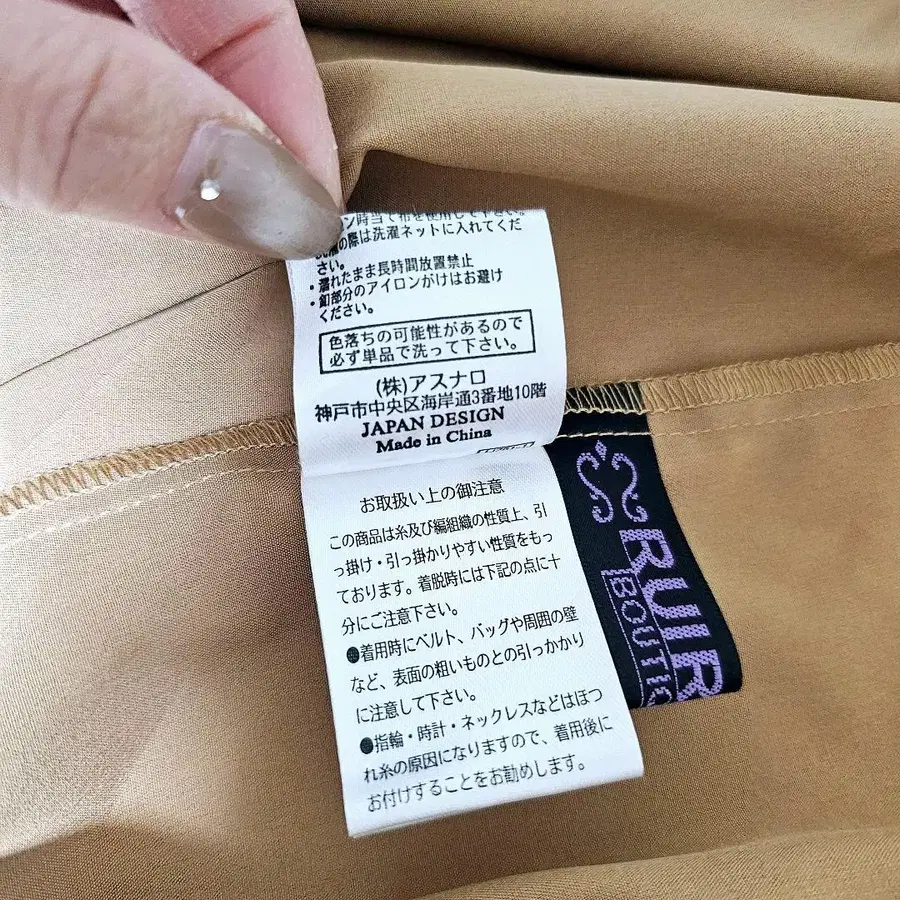 ン時当て布を使用して下さい。
の際は洗濯ネットに入れてくだ
さい。
・濡れたまま長時間放置禁止
・釦部分のアイロンがけはお避け
ください。
色落ちの可能性があるので
必ず単品で洗って下さい。
(株)アスナロ
神戸市中央区海岸通3番地10階
JAPAN DESIGN
Made in China
お取扱い上の御注意
この商品は糸及び編組織の性質上、引
っ掛け・引っ掛かりやすい性質をもっ
ております。着脱時には下記の点に十
分にご注意下さい。
●着用時にベルト、バッグや周囲の壁
など、表面の粗いものとの引っかかり
に注意して下さい。
●指輪・時計・ネックレスなどはほつ
れ糸の原因になりますので、着用後に
お付けすることをお勧めします。
RUIR
BOUTIQ